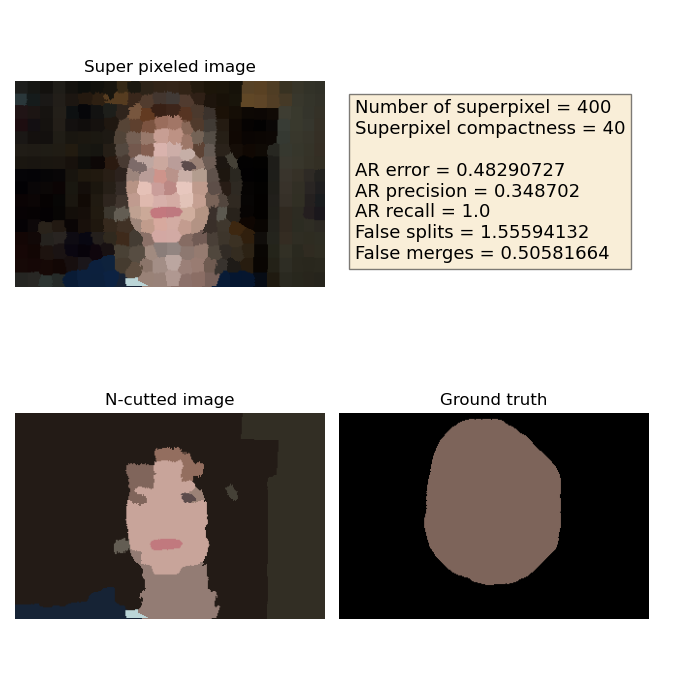 Super pixeled image
Number of superpixel = 400
Superpixel compactness = 40
AR error = 0.48290727
AR precision = 0.348702
AR recall = 1.0
False splits = 1.55594132
False merges = 0.50581664
N-cutted image
Ground truth